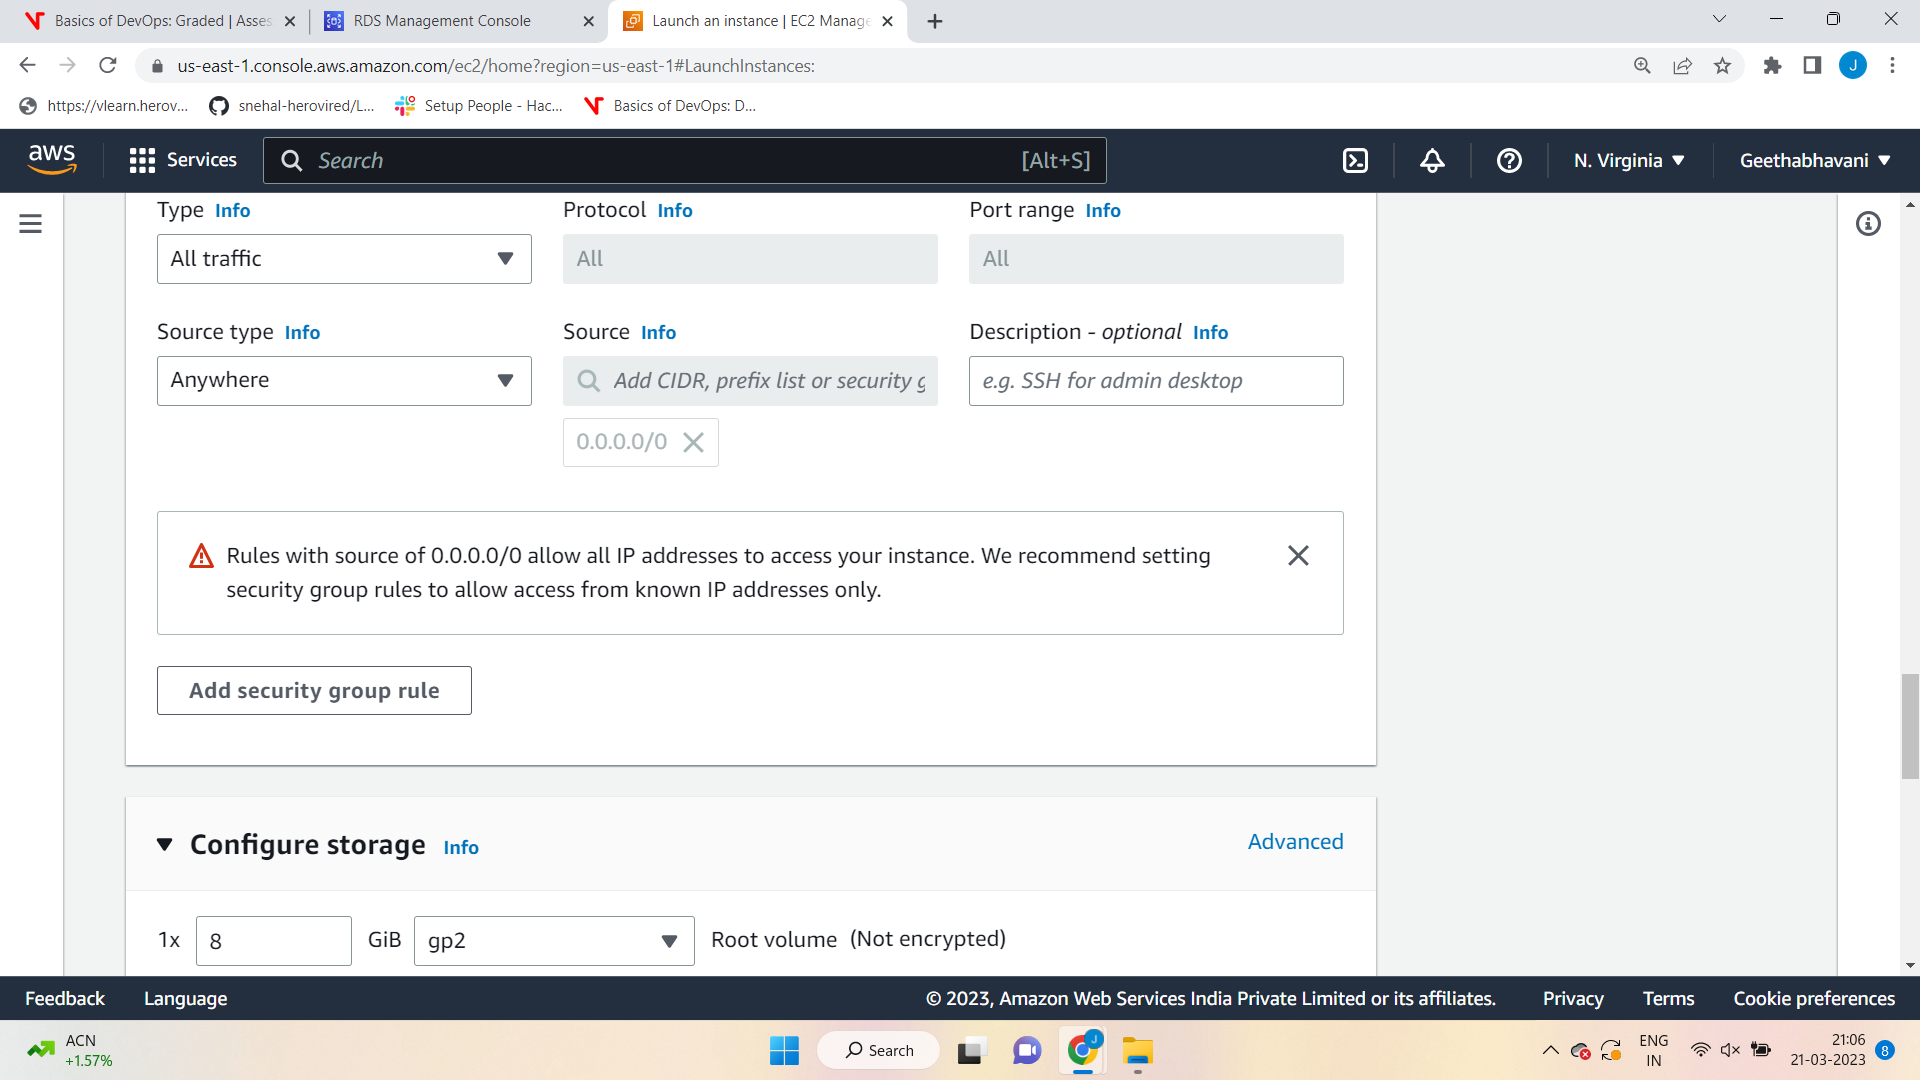 Basics of DevOps: Graded | Asses
RDS Management Console
Launch an instance | EC2 Manage
us-east-1.console.aws.amazon.com/ec2/home?region=us-east-1#LaunchInstances:
J
https://vlearn.herov...
snehal-herovired/L...
Setup People - Hac...
Basics of DevOps: D...
aws
Services
Search
[Alt+S]
N. Virginia
Geethabhavani
Type Info
Protocol Info
Port range Info
All traffic
All
All
Source type Info
Source Info
Description - optional Info
Anywhere
Add CIDR, prefix list or security g
e.g. SSH for admin desktop
0.0.0.0/0
Rules with source of 0.0.0.0/0 allow all IP addresses to access your instance. We recommend setting
security group rules to allow access from known IP addresses only.
Add security group rule
Configure storage Info
Advanced
1x
8
GiB
gp2
Root volume (Not encrypted)
Feedback
Language
© 2023, Amazon Web Services India Private Limited or its affiliates.
Privacy
Terms
Cookie preferences
ACN
+1.57%
Search
J
ENG
IN
21:06
21-03-2023
8